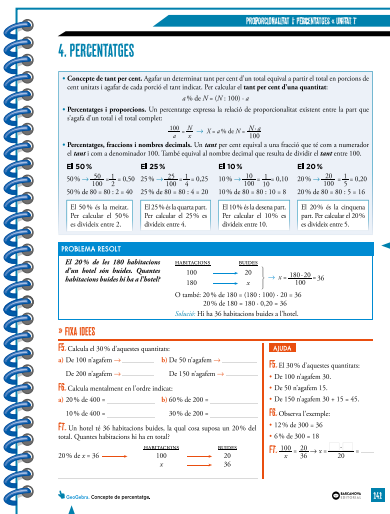 PROPORCIONALITAT I PERCENTATGES « UNITAT 7
4. PERCENTATGES
• Concepte de tant per cent. Agafar un determinat tant per cent d'un total equival a partir el total en porcions de
cent unitats i agafar de cada porció el tant indicat. Per calcular el tant per cent d'una quantitat:
a % de N = (N : 100) · a
• Percentatges i proporcions. Un percentatge expressa la relació de proporcionalitat existent entre la part que
s'agafa d'un total i el total complet:
100/a = N/x → X = a % de N = N·a/100
• Percentatges, fraccions i nombres decimals. Un tant per cent equival a una fracció que té com a numerador
el tant i com a denominador 100. També equival al nombre decimal que resulta de dividir el tant entre 100.
El 50 % El 25 % El 10 % El 20 %
50 % → 50/100 = 1/2 = 0,50 25 % → 25/100 = 1/4 = 0,25 10 % → 10/100 = 1/10 = 0,10 20 % → 20/100 = 1/5 = 0,20
50 % de 80 = 80 : 2 = 40 25 % de 80 = 80 : 4 = 20 10 % de 80 = 80 : 10 = 8 20 % de 80 = 80 : 5 = 16
El 50 % és la meitat. El 25 % és la quarta part. El 10 % és la desena part. El 20 % és la cinquena
Per calcular el 50 % Per calcular el 25 % es Per calcular el 10 % es part. Per calcular el 20 %
es divideix entre 2. divideix entre 4. divideix entre 10. es divideix entre 5.
PROBLEMA RESOLT
El 20 % de les 180 habitacions
d'un hotel són buides. Quantes
habitacions buides hi ha a l'hotel?
HABITACIONS BUIDES
100 → 20
180 → x
→ x = 180·20/100 = 36
O també: 20 % de 180 = (180 : 100) · 20 = 36
20 % de 180 = 180 · 0,20 = 36
Solució: Hi ha 36 habitacions buides a l'hotel.
» FIXA IDEES
F5. Calcula el 30 % d'aquestes quantitats:
a) De 100 n'agafem → b) De 50 n'agafem →
De 200 n'agafem → De 150 n'agafem →
F6. Calcula mentalment en l'ordre indicat:
a) 20 % de 400 = b) 60 % de 200 =
10 % de 400 = 30 % de 200 =
F7. Un hotel té 36 habitacions buides, la qual cosa suposa un 20 % del
total. Quantes habitacions hi ha en total?
HABITACIONS BUIDES
20 % de x = 36 → 100 20
x 36
AJUDA
F5. El 30 % d'aquestes quantitats:
• De 100 n'agafem 30.
• De 50 n'agafem 15.
• De 150 n'agafem 30 + 15 = 45.
F6. Observa l'exemple:
• 12 % de 300 = 36
• 6 % de 300 = 18
F7. 100/x = 20/36 → x = ·/20 =
GeoGebra. Concepte de percentatge.
BARCANOVA
EDITORIAL
141